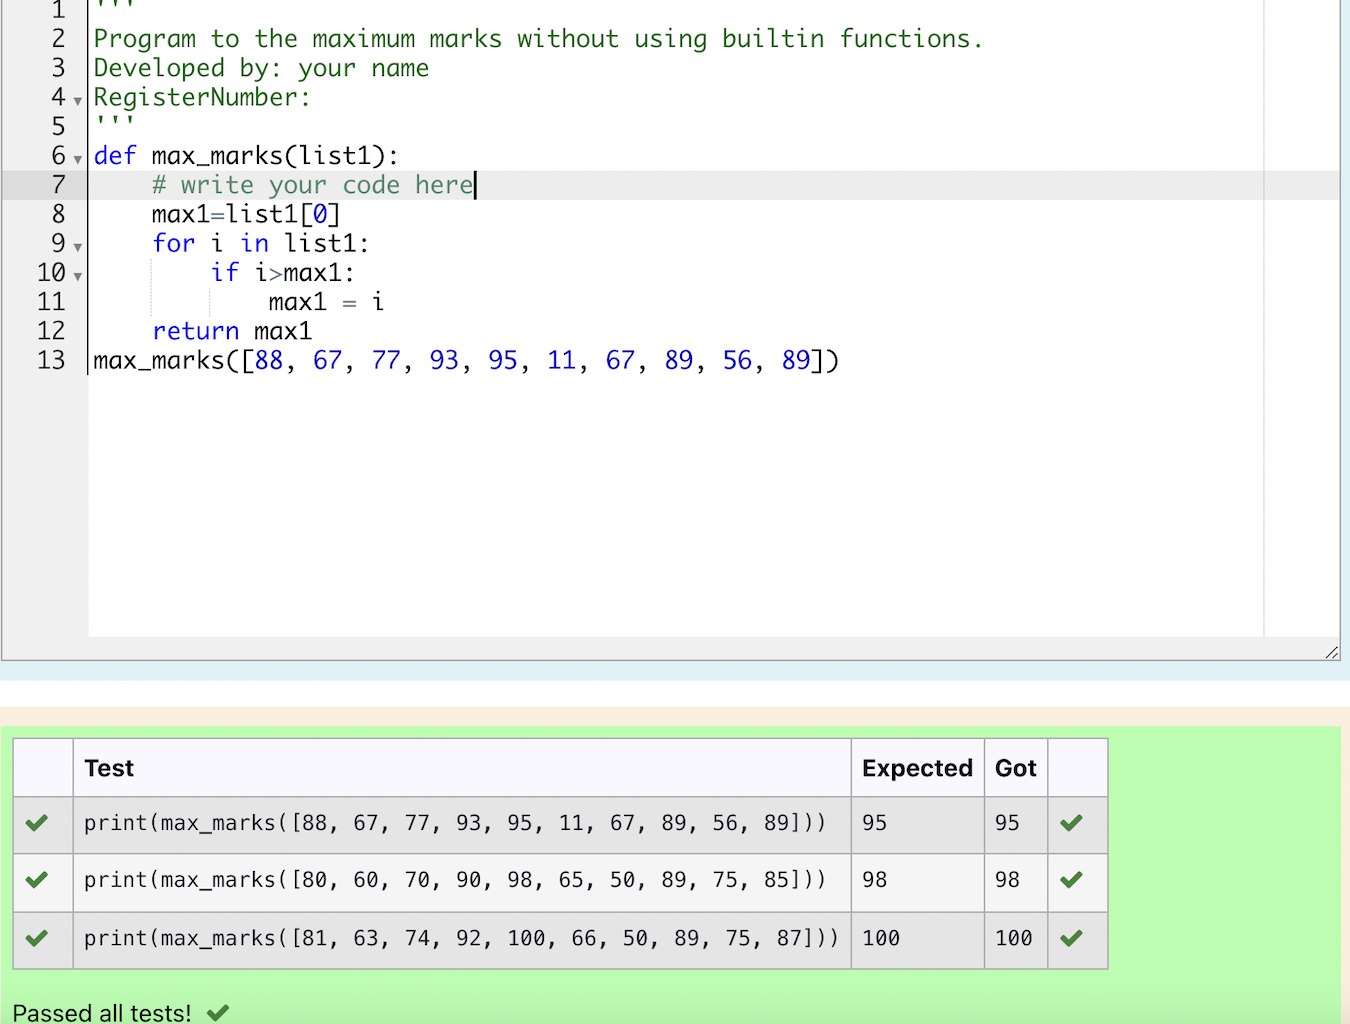 1 '''
2 Program to the maximum marks without using builtin functions.
3 Developed by: your name
4 RegisterNumber:
5 '''
6 def max_marks(list1):
7     # write your code here
8     max1=list1[0]
9     for i in list1:
10         if i>max1:
11             max1 = i
12     return max1
13 max_marks([88, 67, 77, 93, 95, 11, 67, 89, 56, 89])
Test Expected Got
print(max_marks([88, 67, 77, 93, 95, 11, 67, 89, 56, 89])) 95 95
print(max_marks([80, 60, 70, 90, 98, 65, 50, 89, 75, 85])) 98 98
print(max_marks([81, 63, 74, 92, 100, 66, 50, 89, 75, 87])) 100 100
Passed all tests!